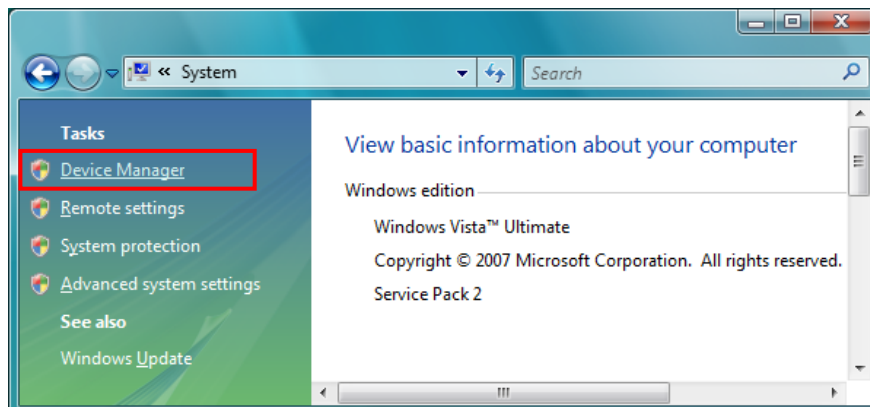 « System
Search
Tasks
Device Manager
Remote settings
System protection
Advanced system settings
See also
Windows Update
View basic information about your computer
Windows edition
Windows Vista™ Ultimate
Copyright © 2007 Microsoft Corporation. All rights reserved.
Service Pack 2